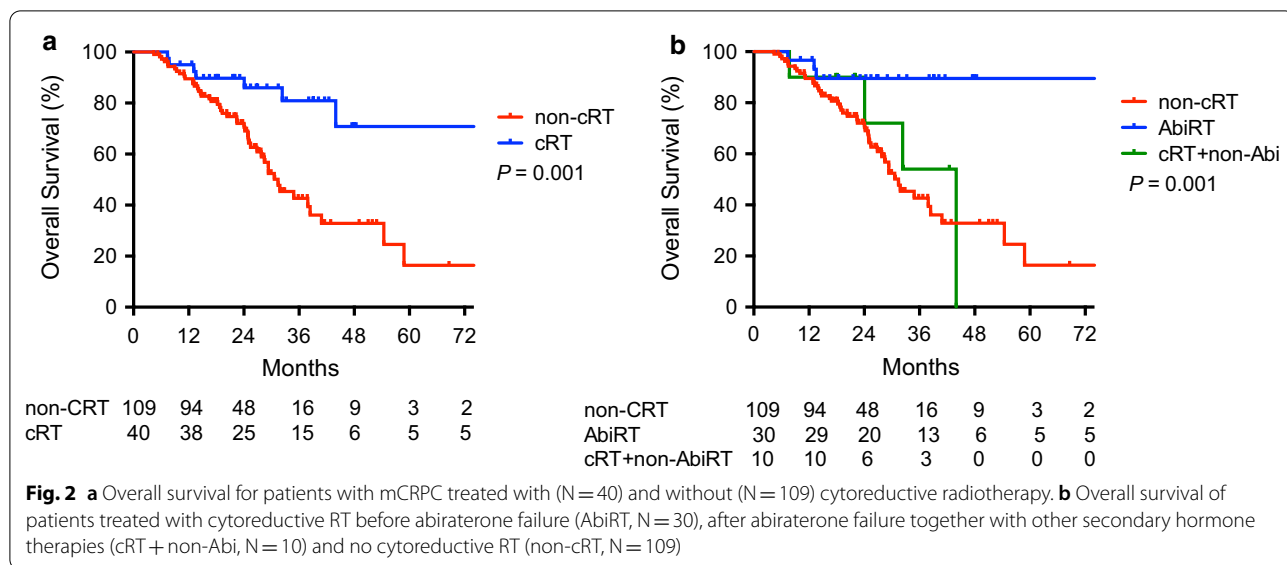 a
100
80
60
40
20
0
Overall Survival (%)
0 12 24 36 48 60 72
Months
non-cRT
cRT
P = 0.001
non-CRT 109 94 48 16 9 3 2
cRT 40 38 25 15 6 5 5
b
100
80
60
40
20
0
Overall Survival (%)
0 12 24 36 48 60 72
Months
non-cRT
AbiRT
cRT+non-Abi
P = 0.001
non-CRT 109 94 48 16 9 3 2
AbiRT 30 29 20 13 6 5 5
cRT+non-AbiRT 10 10 6 3 0 0 0
Fig. 2 a Overall survival for patients with mCRPC treated with (N = 40) and without (N = 109) cytoreductive radiotherapy. b Overall survival of
patients treated with cytoreductive RT before abiraterone failure (AbiRT, N = 30), after abiraterone failure together with other secondary hormone
therapies (cRT + non-Abi, N = 10) and no cytoreductive RT (non-cRT, N = 109)